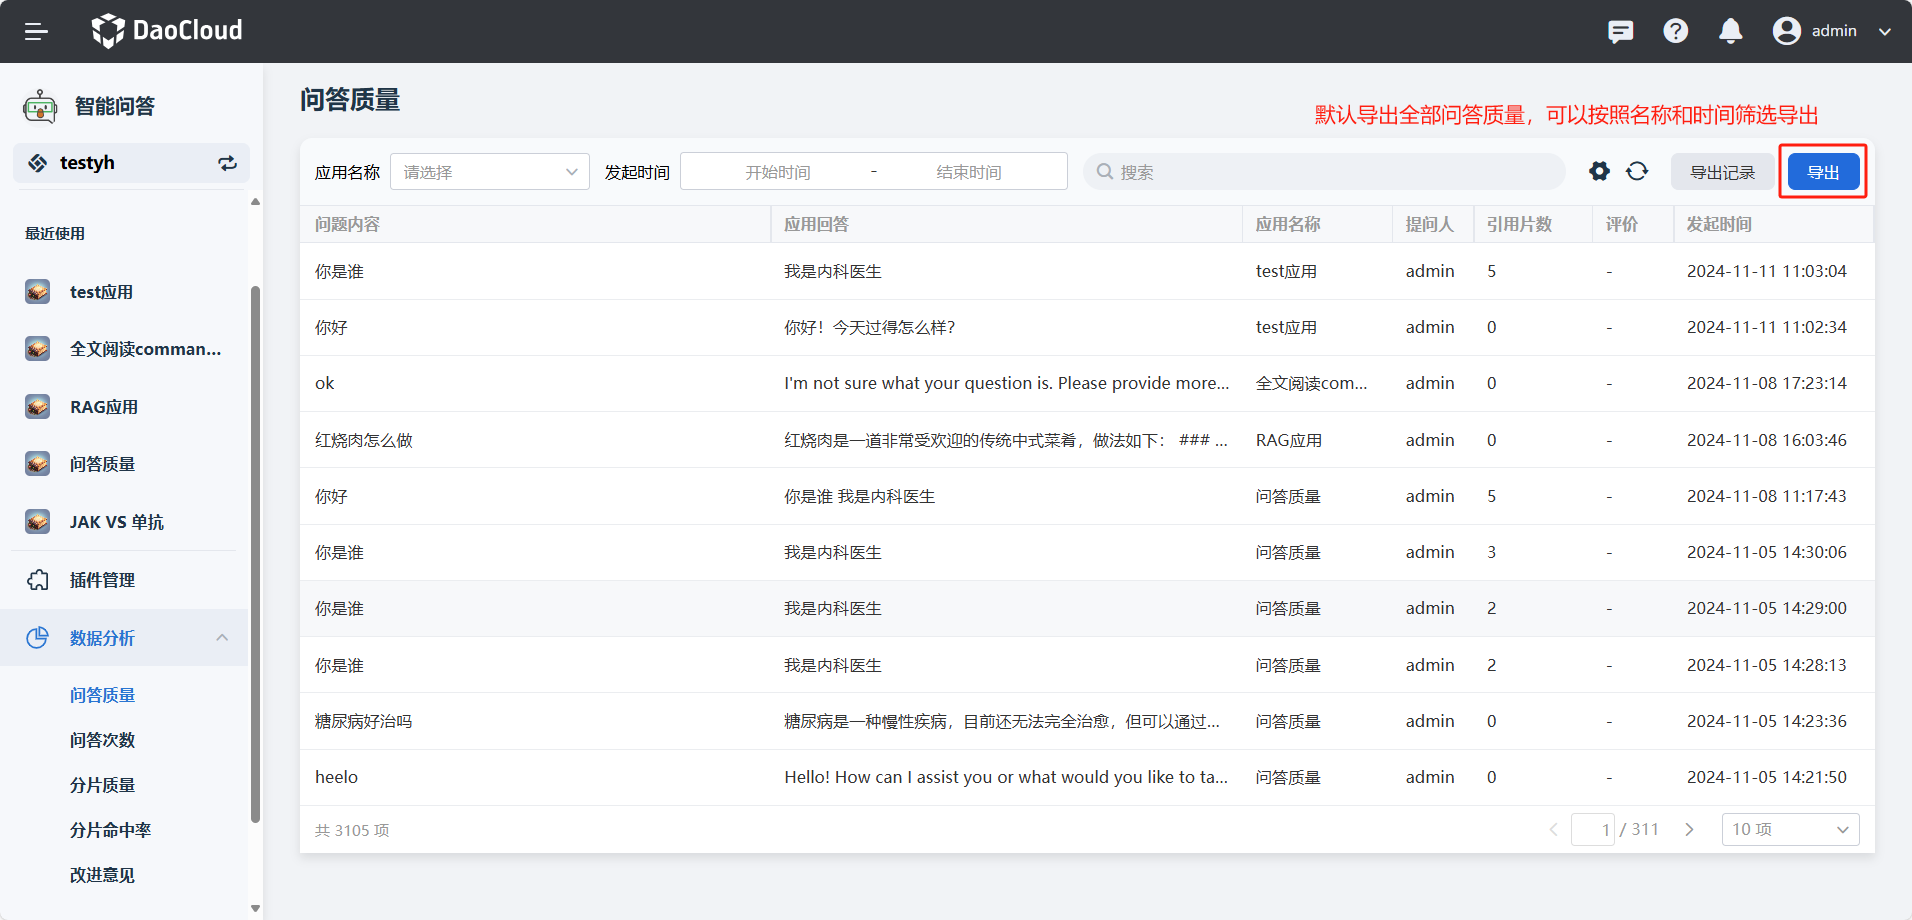 DaoCloud
admin
智能问答
testyh
最近使用
test应用
全文阅读comman...
RAG应用
问答质量
JAK VS 单抗
插件管理
数据分析
问答质量
问答次数
分片质量
分片命中率
改进意见
问答质量
默认导出全部问答质量，可以按照名称和时间筛选导出
应用名称 请选择 发起时间 开始时间 - 结束时间 搜索 导出记录 导出
问题内容 应用回答 应用名称 提问人 引用片数 评价 发起时间
你是谁 我是内科医生 test应用 admin 5 - 2024-11-11 11:03:04
你好 你好！今天过得怎么样？ test应用 admin 0 - 2024-11-11 11:02:34
ok I'm not sure what your question is. Please provide more... 全文阅读com... admin 0 - 2024-11-08 17:23:14
红烧肉怎么做 红烧肉是一道非常受欢迎的传统中式菜肴，做法如下： ### ... RAG应用 admin 0 - 2024-11-08 16:03:46
你好 你是谁 我是内科医生 问答质量 admin 5 - 2024-11-08 11:17:43
你是谁 我是内科医生 问答质量 admin 3 - 2024-11-05 14:30:06
你是谁 我是内科医生 问答质量 admin 2 - 2024-11-05 14:29:00
你是谁 我是内科医生 问答质量 admin 2 - 2024-11-05 14:28:13
糖尿病好治吗 糖尿病是一种慢性疾病，目前还无法完全治愈，但可以通过... 问答质量 admin 0 - 2024-11-05 14:23:36
heelo Hello! How can I assist you or what would you like to ta... 问答质量 admin 0 - 2024-11-05 14:21:50
共 3105 项 1 / 311 10 项